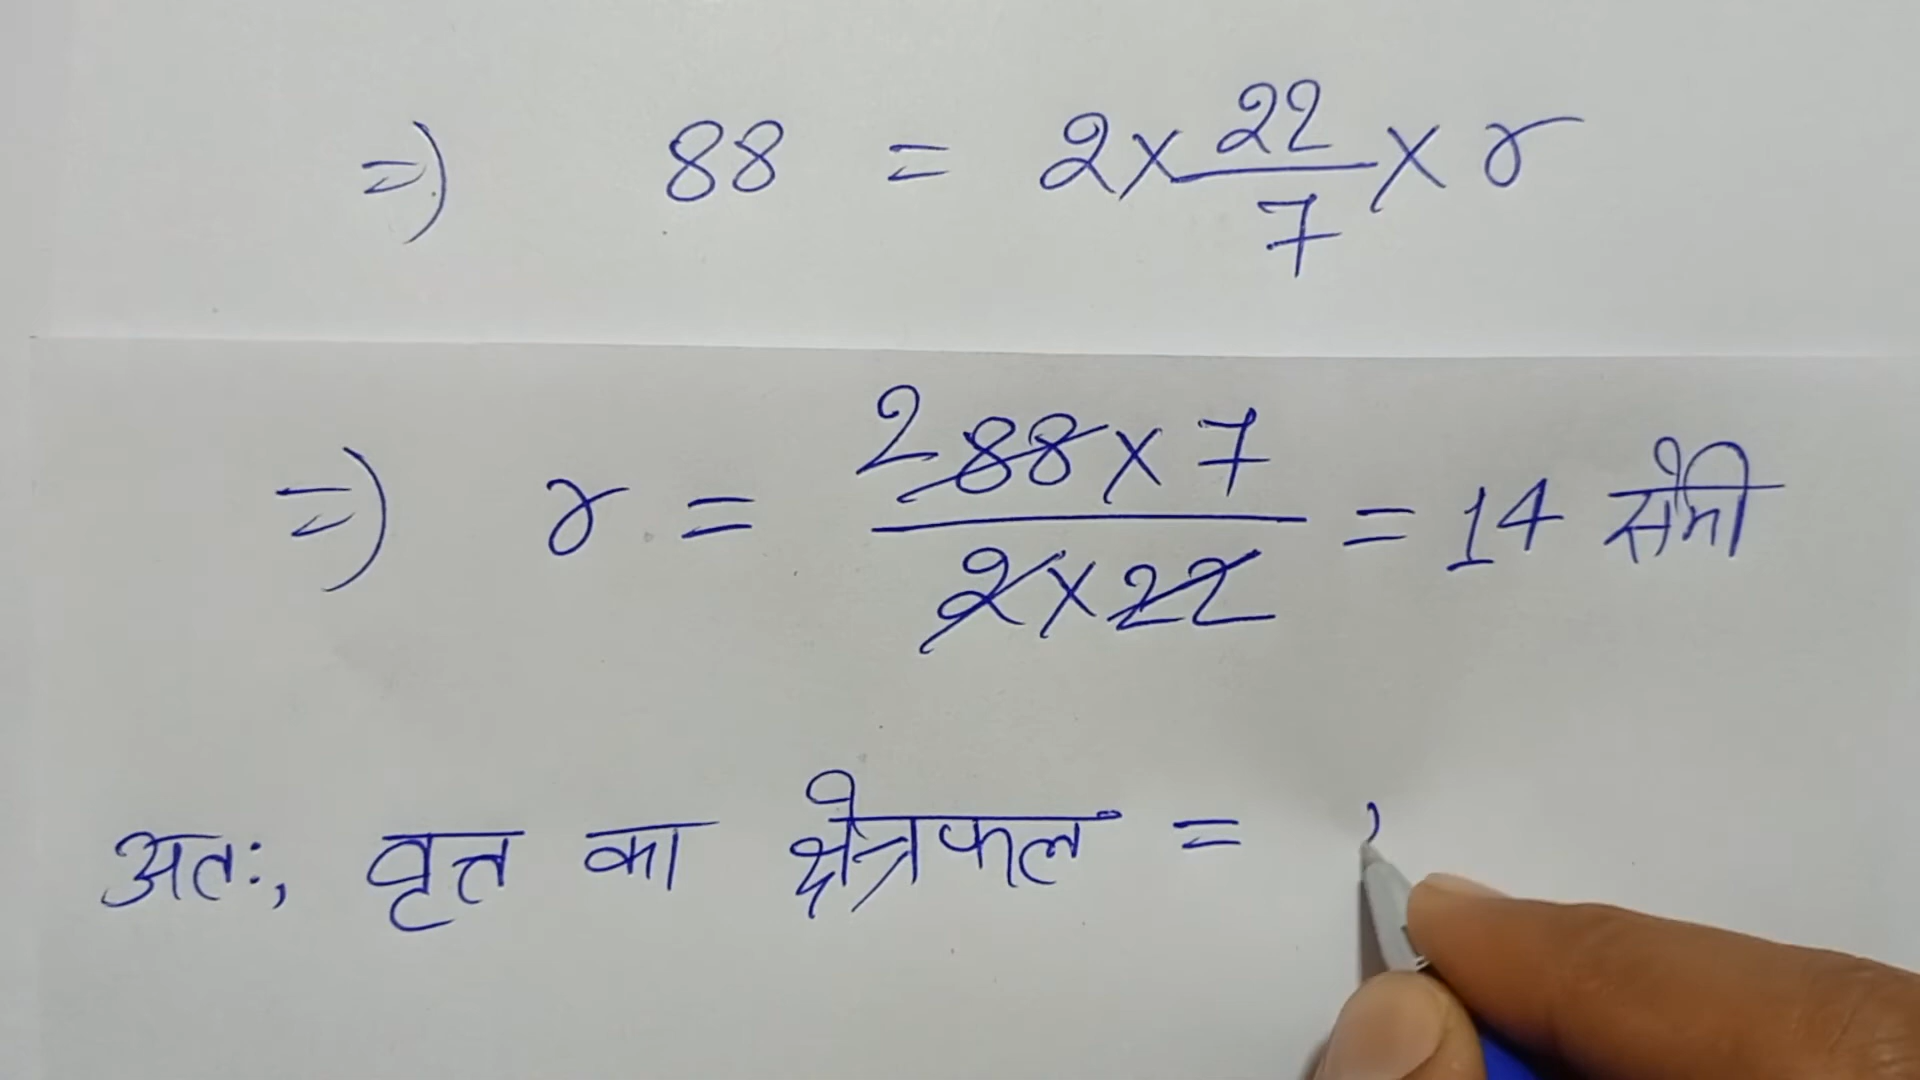 =) 88 = 2 × 22/7 × r
=) r = 2 88 × 7 / 2 × 22 = 14 सेमी
अतः, वृत्त का क्षेत्रफल =